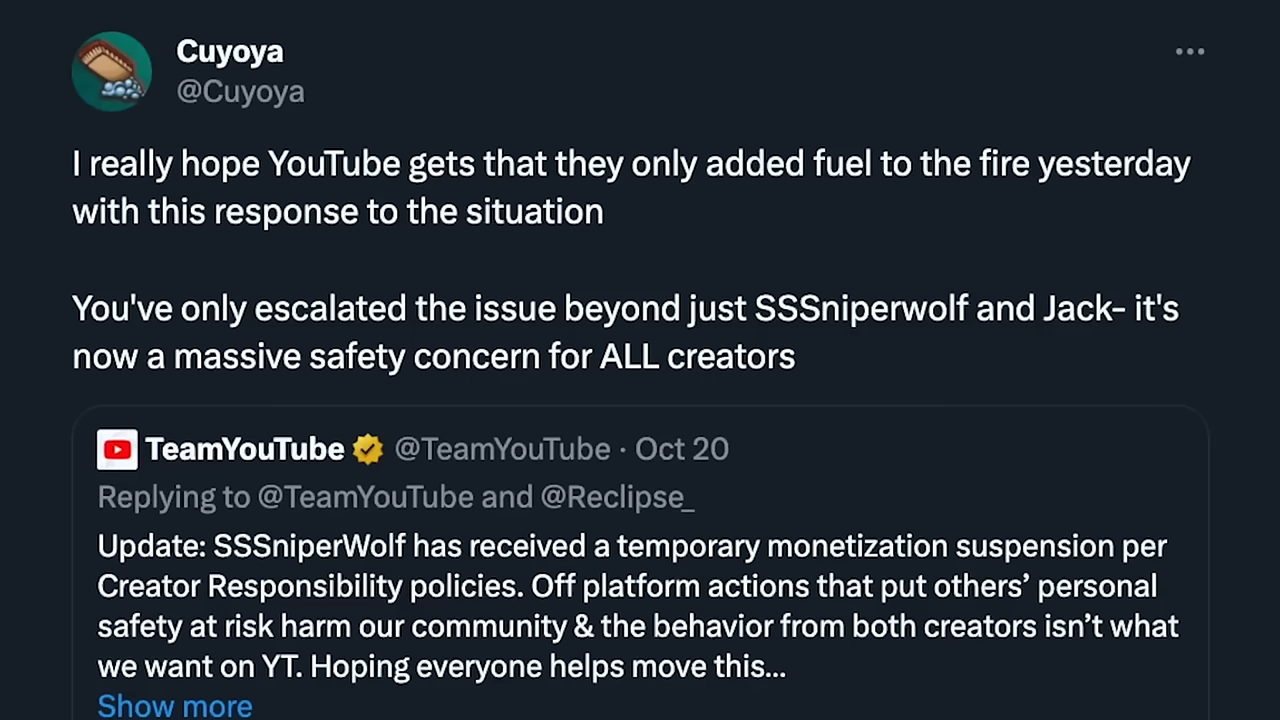 Cuyoya
@Cuyoya
I really hope YouTube gets that they only added fuel to the fire yesterday
with this response to the situation
You've only escalated the issue beyond just SSSniperwolf and Jack- it's
now a massive safety concern for ALL creators
TeamYouTube @TeamYouTube · Oct 20
Replying to @TeamYouTube and @Reclipse_
Update: SSSniperWolf has received a temporary monetization suspension per
Creator Responsibility policies. Off platform actions that put others’ personal
safety at risk harm our community & the behavior from both creators isn’t what
we want on YT. Hoping everyone helps move this...
Show more